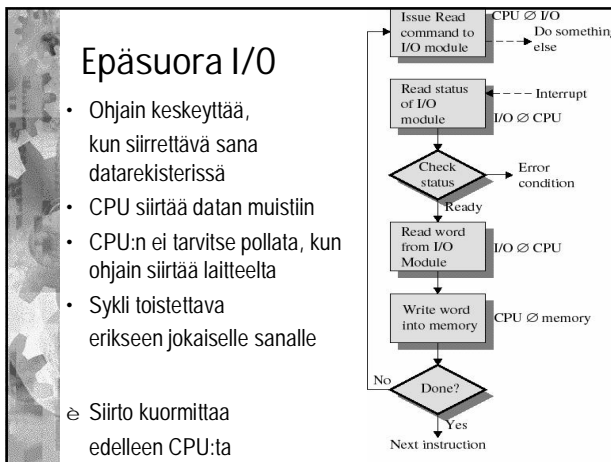 Epäsuora I/O
• Ohjain keskeyttää,
kun siirrettävä sana
datarekisterissä
• CPU siirtää datan muistiin
• CPU:n ei tarvitse pollata, kun
ohjain siirtää laitteelta
• Sykli toistettava
erikseen jokaiselle sanalle
è Siirto kuormittaa
edelleen CPU:ta
Issue Read
command to
I/O module
CPU ∅ I/O
Do something
else
Read status
of I/O
module
Interrupt
I/O ∅ CPU
Check
status
Error
condition
Ready
Read word
from I/O
Module
I/O ∅ CPU
Write word
into memory
CPU ∅ memory
No
Done?
Yes
Next instruction